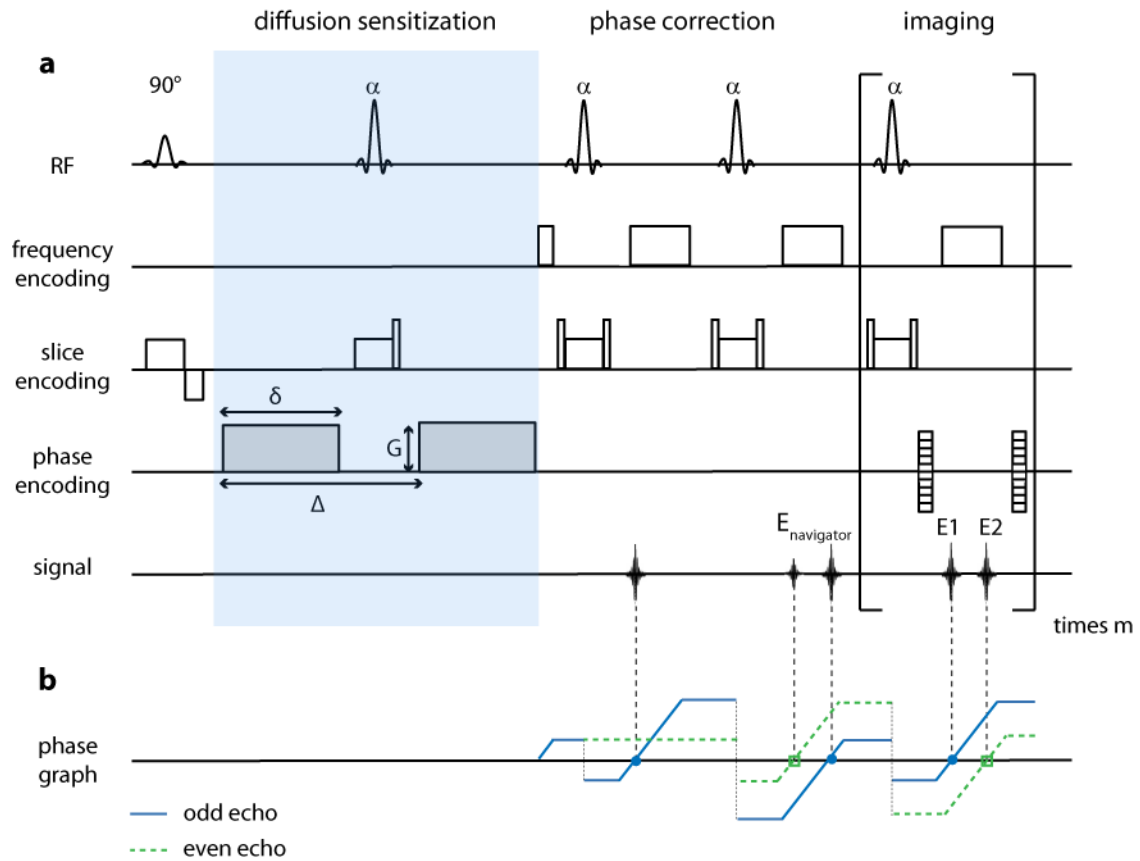 diffusion sensitization phase correction imaging
a
90° α α α α
RF
frequency
encoding
slice
encoding
δ
G
phase
encoding
Δ
E navigator E1 E2
signal
times m
b
phase
graph
odd echo
even echo